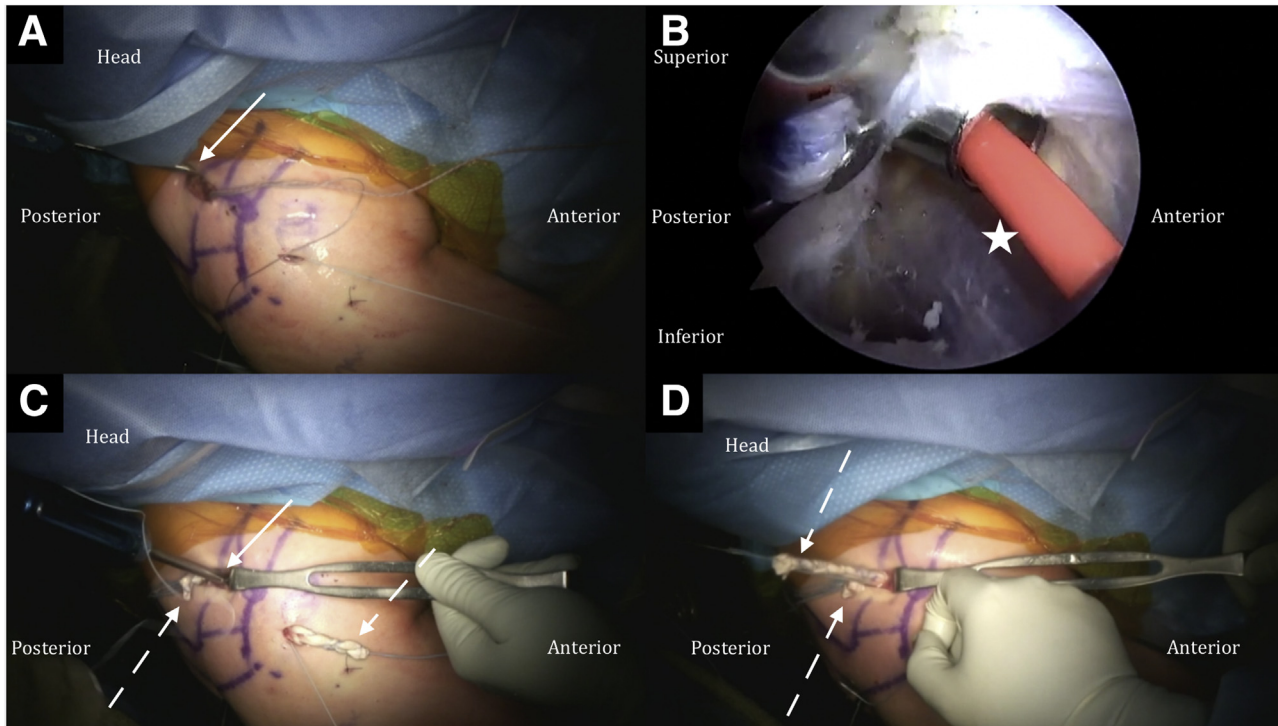 A
Head
Posterior
Anterior
B
Superior
Posterior
Anterior
Inferior
C
Head
Posterior
Anterior
D
Head
Posterior
Anterior